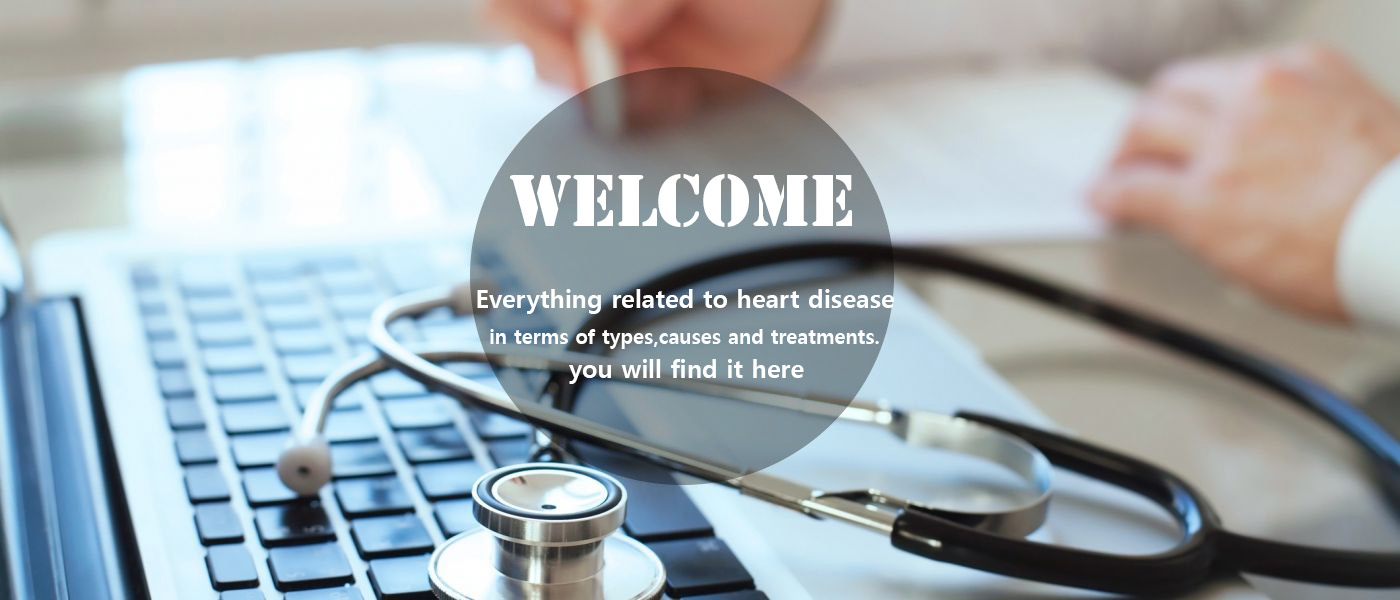 WELCOME
Everything related to heart disease
in terms of types,causes and treatments.
you will find it here